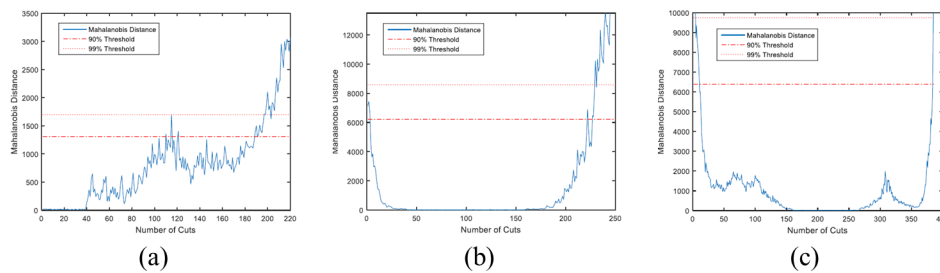 3500
3000
2500
2000
1500
1000
500
0
0 20 40 60 80 100 120 140 160 180 200 220
Mahalanobis Distance
Number of Cuts
Mahalanobis Distance
90% Threshold
99% Threshold
(a)
12000
10000
8000
6000
4000
2000
0
0 50 100 150 200 250
Mahalanobis Distance
Number of Cuts
Mahalanobis Distance
90% Threshold
99% Threshold
(b)
10000
9000
8000
7000
6000
5000
4000
3000
2000
1000
0
0 50 100 150 200 250 300 350
Mahalanobis Distance
Number of Cuts
Mahalanobis Distance
90% Threshold
99% Threshold
(c)